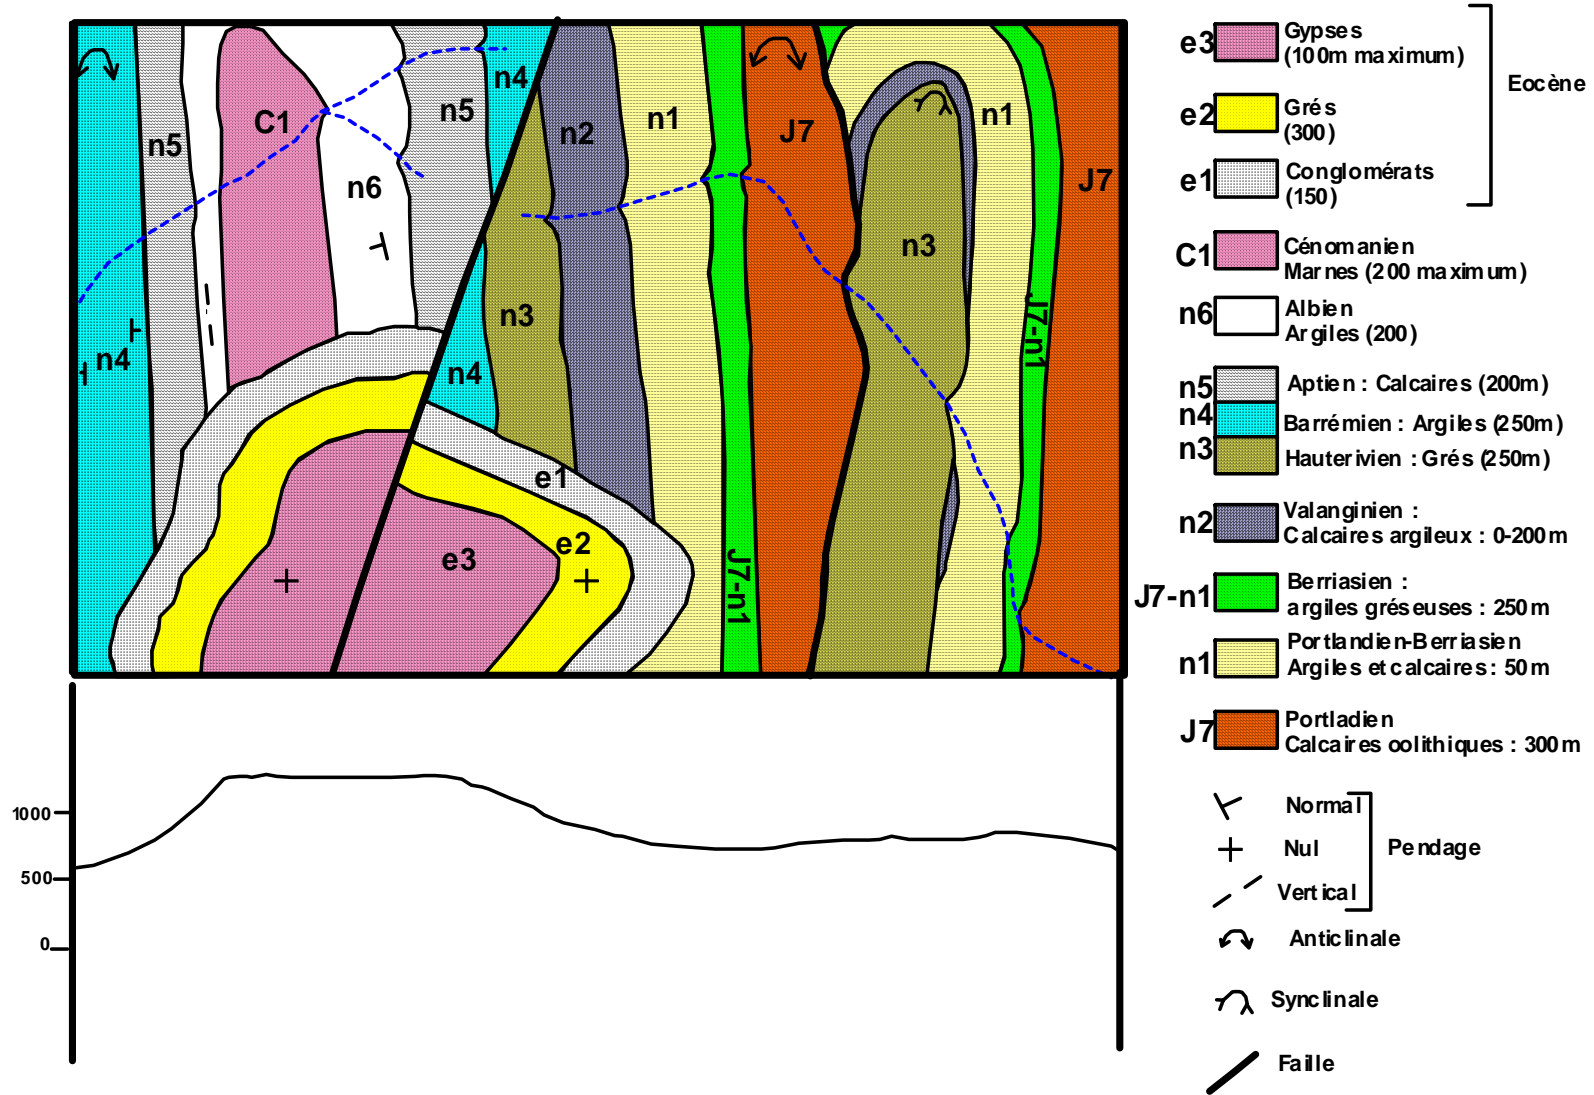 n4
n5
C1
n6
n5
n4
n2
n1
J7
n1
J7
n3
n3
n4
n4
J7-n1
e1
e2
e3
J7-n1
1000
500
0
e3
Gypses
(100m maximum)
e2
Grés
(300)
e1
Conglomérats
(150)
Eocène
C1
Cénomanien
Marnes (200 maximum)
n6
Albien
Argiles (200)
n5
Aptien : Calcaires (200m)
n4
Barrémien : Argiles (250m)
n3
Hauterivien : Grés (250m)
n2
Valanginien :
Calcaires argileux : 0-200m
J7-n1
Berriasien :
argiles gréseuses : 250m
n1
Portlandien-Berriasien
Argiles et calcaires : 50m
J7
Portladien
Calcaires oolithiques : 300m
Normal
Nul
Vertical
Pendage
Anticlinale
Synclinale
Faille